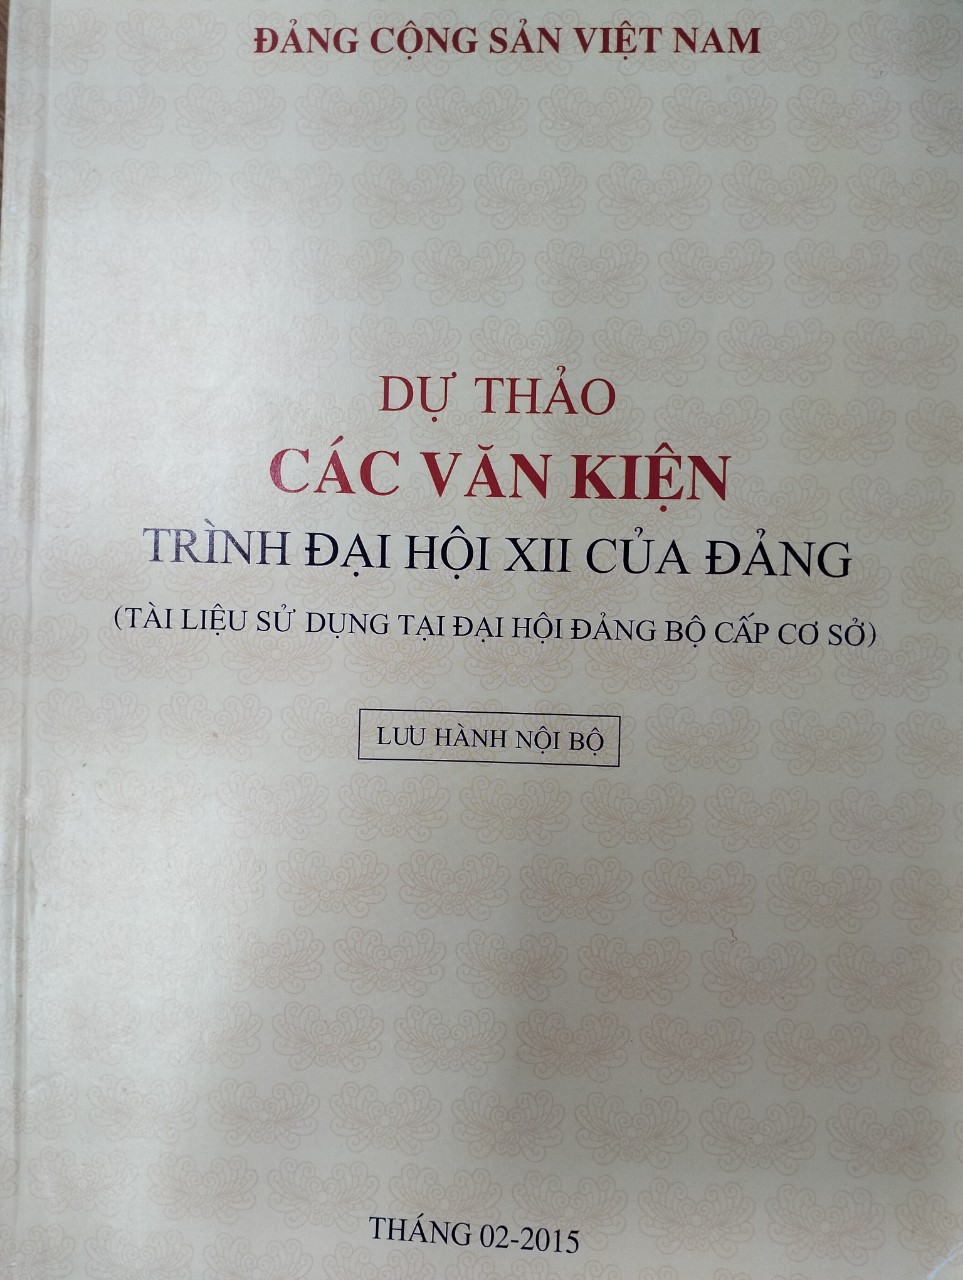 ĐẢNG CỘNG SẢN VIỆT NAM
DỰ THẢO
CÁC VĂN KIỆN
TRÌNH ĐẠI HỘI XII CỦA ĐẢNG
(TÀI LIỆU SỬ DỤNG TẠI ĐẠI HỘI ĐẢNG BỘ CẤP CƠ SỞ)
LƯU HÀNH NỘI BỘ
THÁNG 02-2015